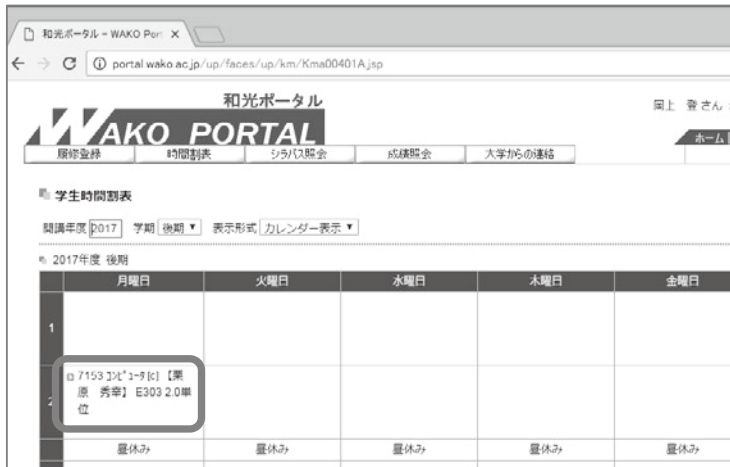 和光ポータル - WAKO Por
portal.wako.ac.jp/up/faces/up/km/Kma00401A.jsp
和光ポータル
WAKO PORTAL
岡上 登さん
ホーム
履修登録 時間割表 シラバス照会 成績照会 大学からの連絡
学生時間割表
開講年度 2017 学期 後期 表示形式 カレンダー表示
2017年度 後期
月曜日 火曜日 水曜日 木曜日 金曜日
1
7153 コンピュータ[c] 【栗
原 秀幸】 E303 2.0単
2
位
昼休み 昼休み 昼休み 昼休み 昼休み